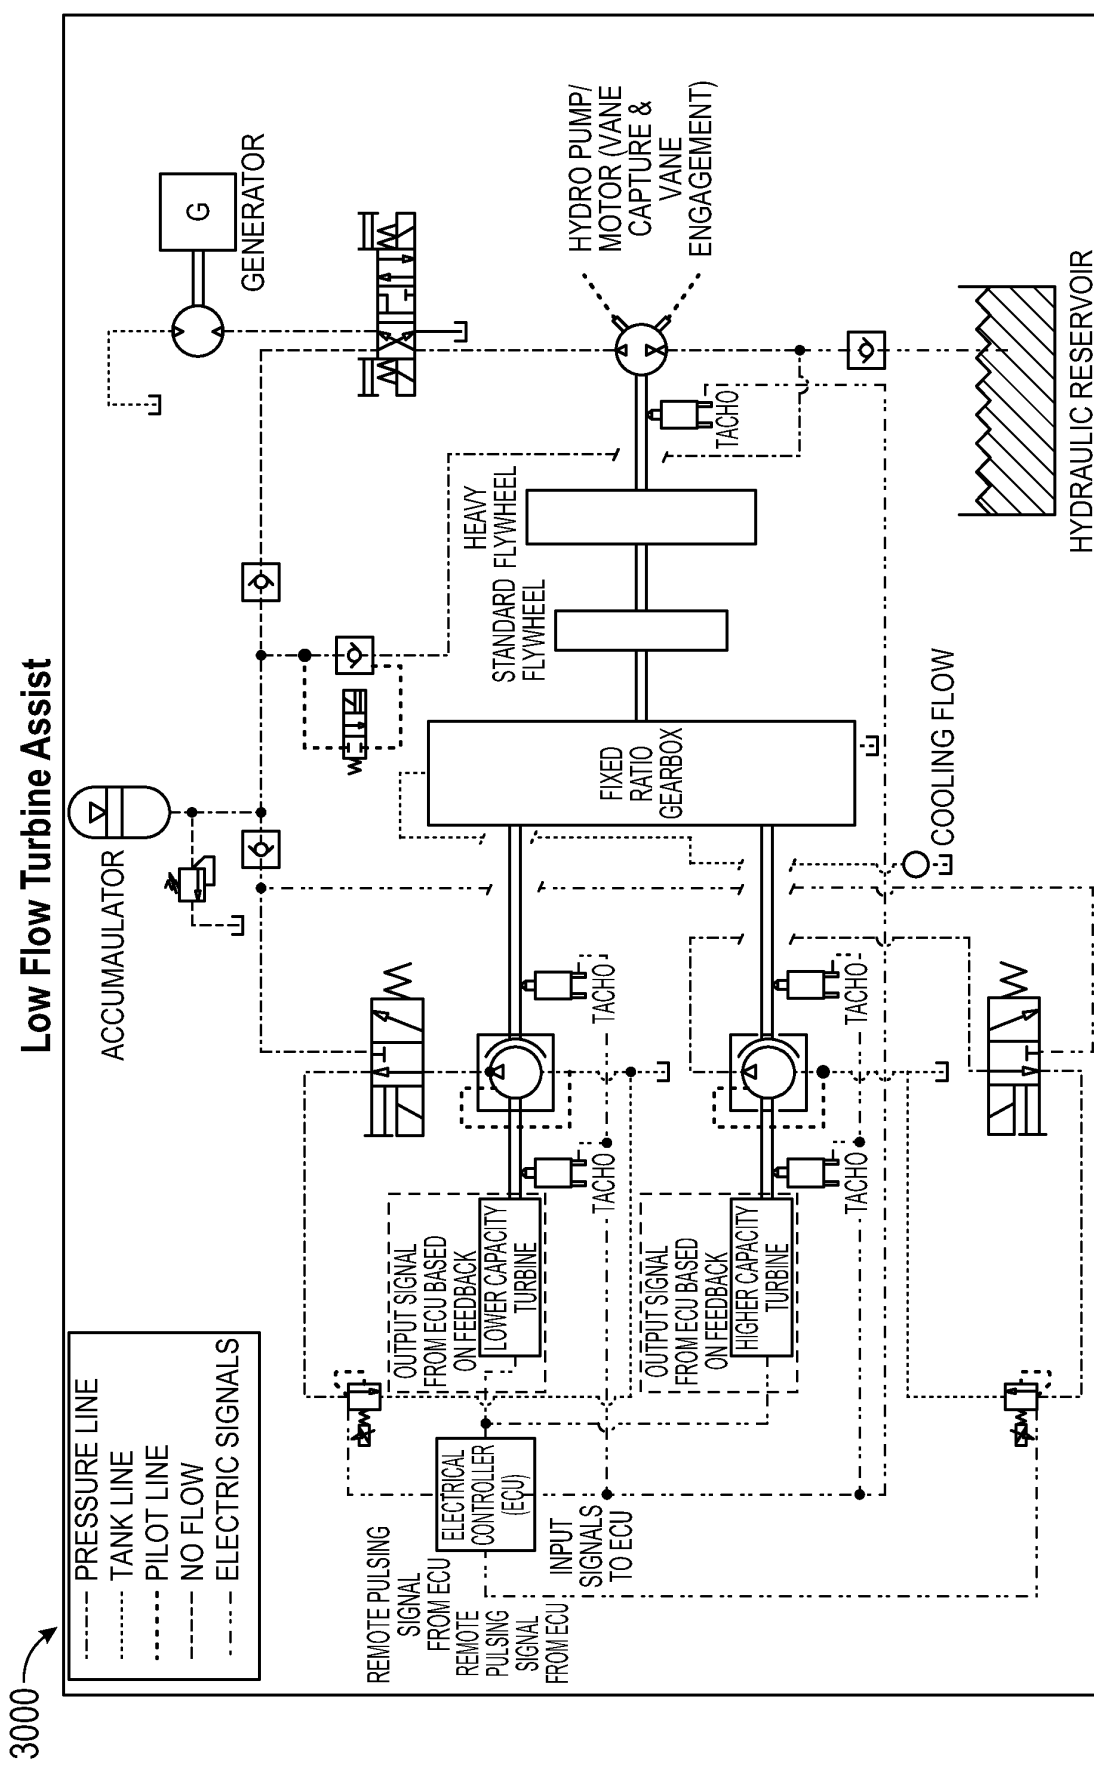 3000
Low Flow Turbine Assist
PRESSURE LINE
TANK LINE
PILOT LINE
NO FLOW
ELECTRIC SIGNALS
ACCUMAULATOR
G
GENERATOR
HYDRO PUMP/
MOTOR (VANE
CAPTURE &
VANE
ENGAGEMENT)
HEAVY
FLYWHEEL
STANDARD
FLYWHEEL
TACHO
FIXED
RATIO
GEARBOX
COOLING FLOW
HYDRAULIC RESERVOIR
TACHO
TACHO
OUTPUT SIGNAL
FROM ECU BASED
ON FEEDBACK
LOWER CAPACITY
TURBINE
TACHO
TACHO
OUTPUT SIGNAL
FROM ECU BASED
ON FEEDBACK
HIGHER CAPACITY
TURBINE
ELECTRICAL
CONTROLLER
(ECU)
REMOTE PULSING
SIGNAL
FROM ECU
REMOTE
PULSING
SIGNAL
FROM ECU
INPUT
SIGNALS
TO ECU